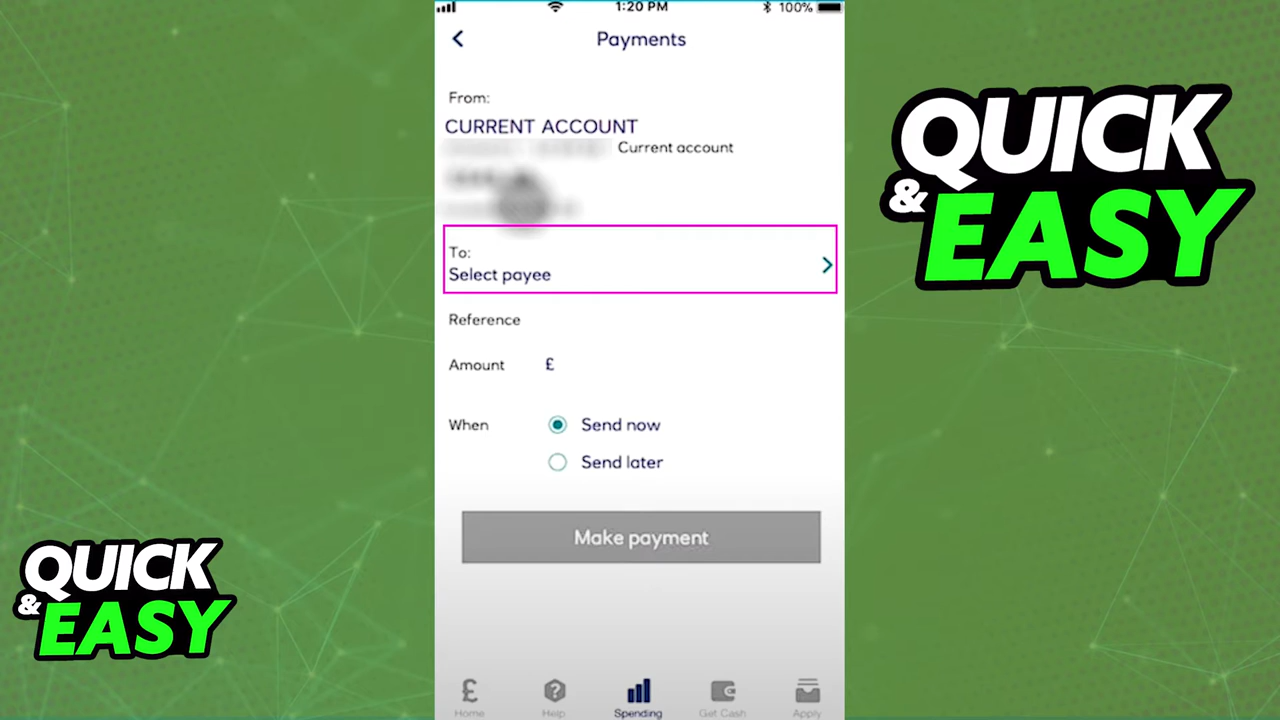 1:20 PM
100%
Payments
From:
CURRENT ACCOUNT
Current account
To:
Select payee
Reference
Amount £
When Send now
Send later
Make payment
Home Help Spending Get Cash Apply
QUICK
& EASY
QUICK
& EASY